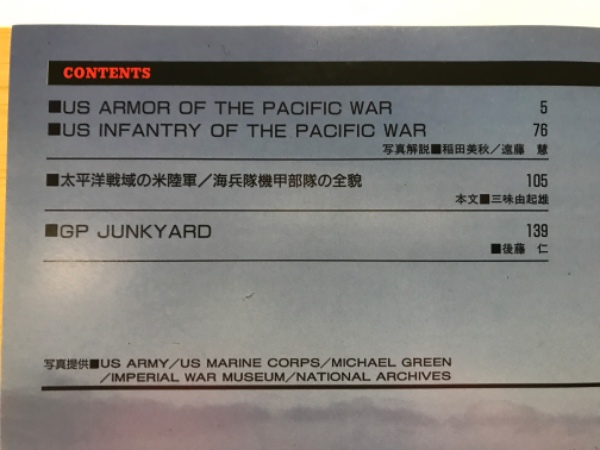 CONTENTS
■US ARMOR OF THE PACIFIC WAR 5
■US INFANTRY OF THE PACIFIC WAR 76
写真解説■稲田美秋／遠藤 慧
■太平洋戦域の米陸軍／海兵隊機甲部隊の全貌 105
本文■三味由起雄
■GP JUNKYARD 139
■後藤 仁
写真提供■US ARMY／US MARINE CORPS／MICHAEL GREEN
／IMPERIAL WAR MUSEUM／NATIONAL ARCHIVES